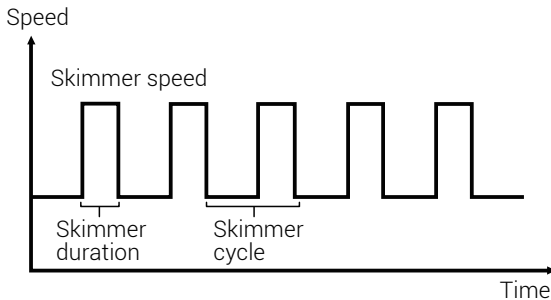 Speed
Skimmer speed
Skimmer
duration
Skimmer
cycle
Time